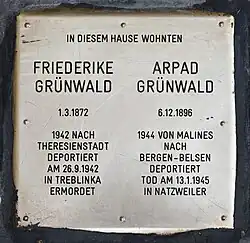 IN DIESEM HAUSE WOHNTEN
FRIEDERIKE
GRÜNWALD
1.3.1872
1942 NACH
THERESIENSTADT
DEPORTIERT
AM 26.9.1942
IN TREBLINKA
ERMORDET
ARPAD
GRÜNWALD
6.12.1896
1944 VON MALINES
NACH
BERGEN-BELSEN
DEPORTIERT
TOD AM 13.1.1945
IN NATZWEILER